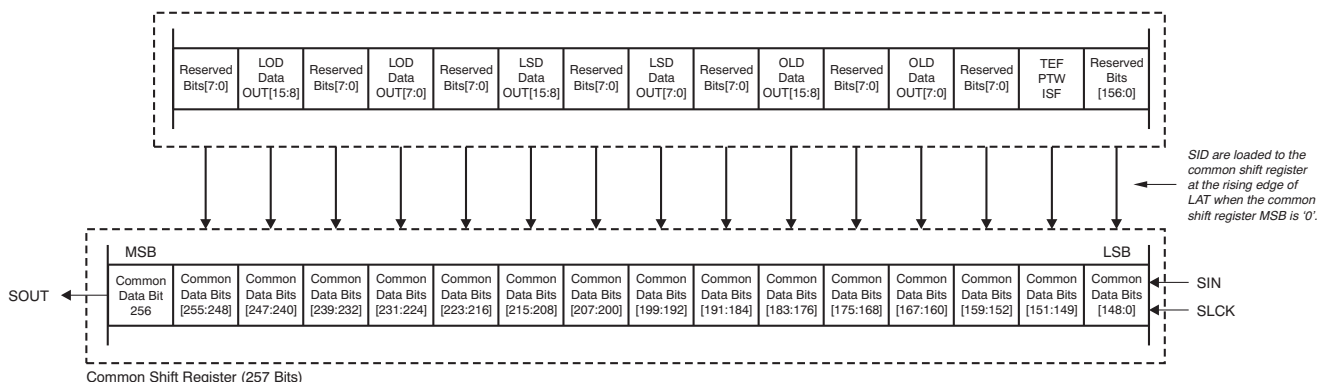 Reserved
Bits[7:0]
LOD
Data
OUT[15:8]
Reserved
Bits[7:0]
LOD
Data
OUT[7:0]
Reserved
Bits[7:0]
LSD
Data
OUT[15:8]
Reserved
Bits[7:0]
LSD
Data
OUT[7:0]
Reserved
Bits[7:0]
OLD
Data
OUT[15:8]
Reserved
Bits[7:0]
OLD
Data
OUT[7:0]
Reserved
Bits[7:0]
TEF
PTW
ISF
Reserved
Bits
[156:0]
SID are loaded to the
common shift register
at the rising edge of
LAT when the common
shift register MSB is ‘0’.
MSB
LSB
SOUT
Common
Data Bit
256
Common
Data Bits
[255:248]
Common
Data Bits
[247:240]
Common
Data Bits
[239:232]
Common
Data Bits
[231:224]
Common
Data Bits
[223:216]
Common
Data Bits
[215:208]
Common
Data Bits
[207:200]
Common
Data Bits
[199:192]
Common
Data Bits
[191:184]
Common
Data Bits
[183:176]
Common
Data Bits
[175:168]
Common
Data Bits
[167:160]
Common
Data Bits
[159:152]
Common
Data Bits
[151:149]
Common
Data Bits
[148:0]
SIN
SLCK
Common Shift Register (257 Bits)